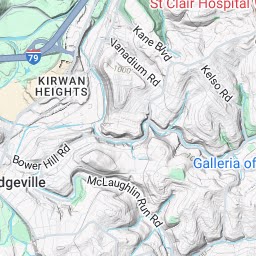 St Clair Hospital
Kane Blvd
Vanadium Rd
1000
79
KIRWAN
HEIGHTS
Kelso Rd
Bower Hill Rd
Galleria of
dgeville
McLaughlin Run Rd